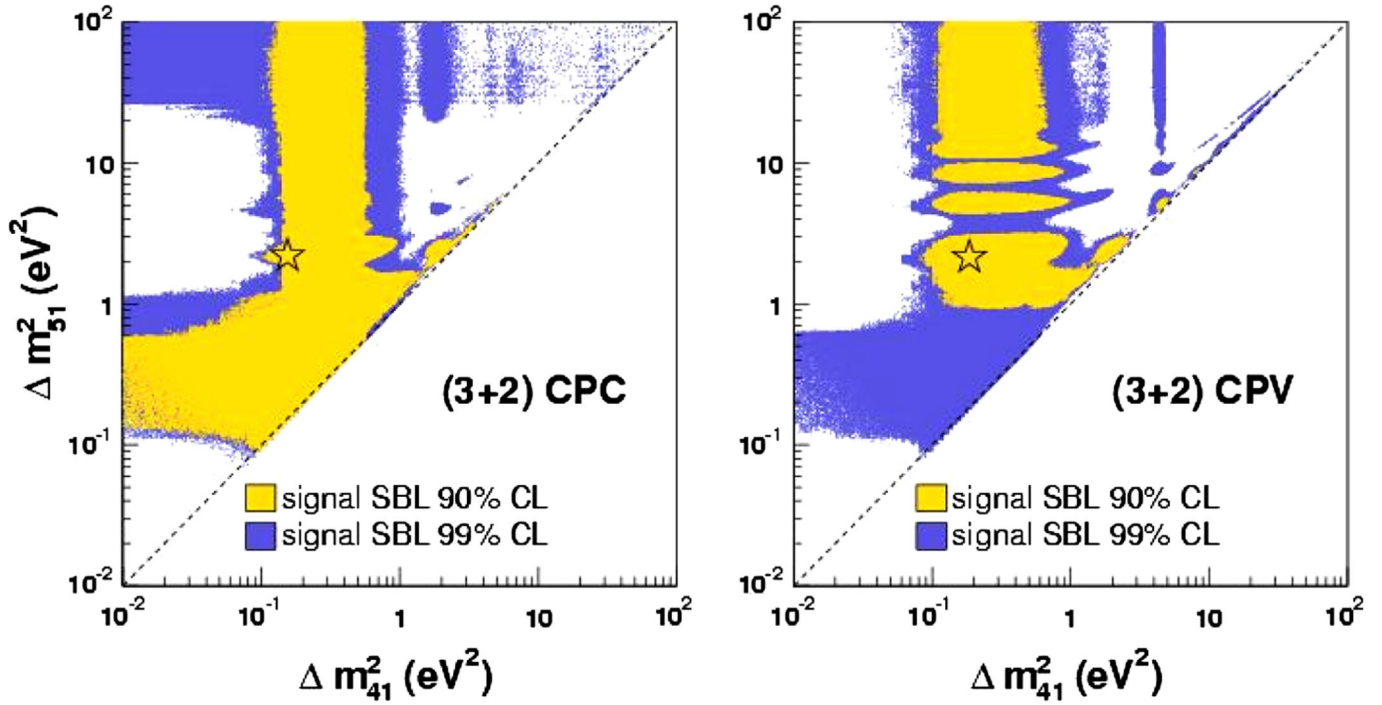 10² 10²
10 10
Δ m²₅₁ (eV²)
1 1
(3+2) CPC (3+2) CPV
10⁻¹ 10⁻¹
signal SBL 90% CL signal SBL 90% CL
signal SBL 99% CL signal SBL 99% CL
10⁻² 10⁻²
10⁻² 10⁻¹ 1 10 10² 10⁻² 10⁻¹ 1 10 10²
Δ m²₄₁ (eV²) Δ m²₄₁ (eV²)